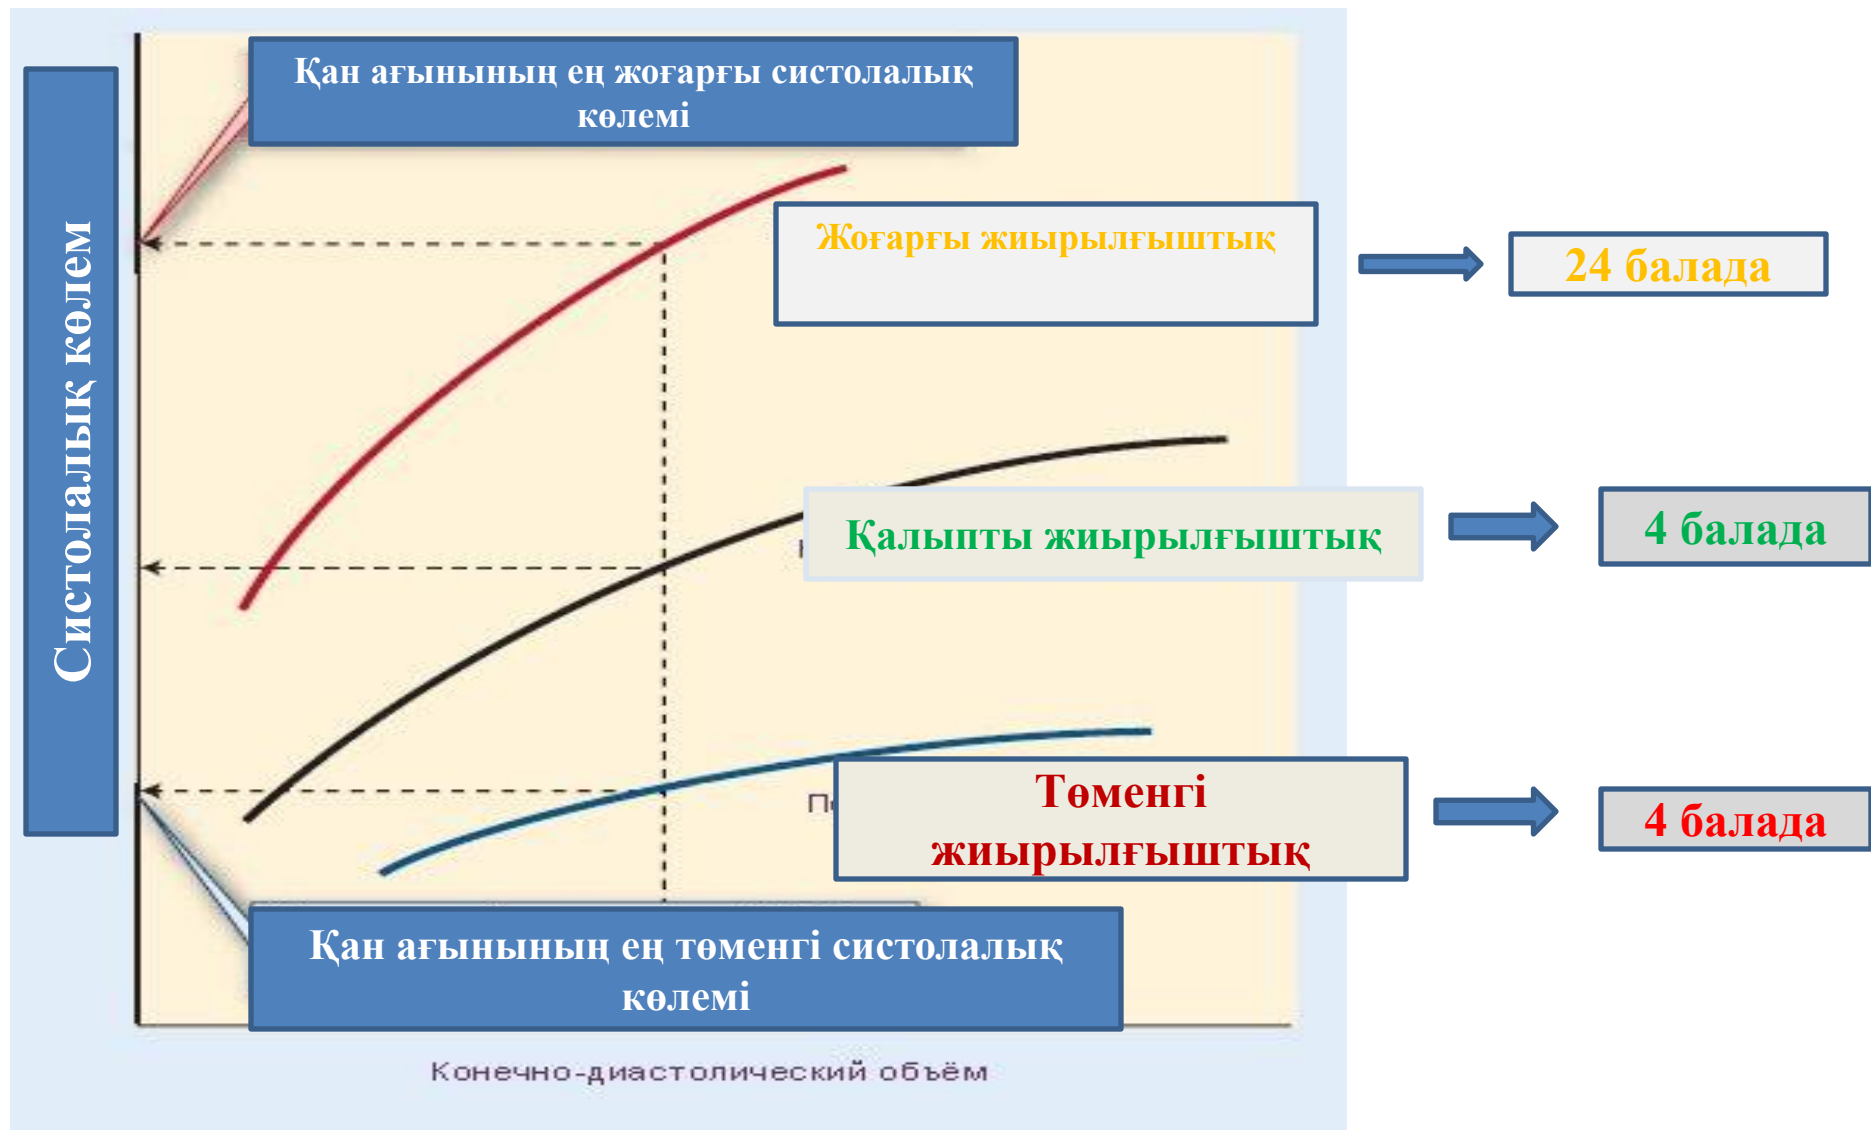 Қан ағынының ең жоғарғы систолалық
көлемі
Систолалық көлем
Жоғарғы жиырылғыштық
24 балада
Қалыпты жиырылғыштық
4 балада
Төменгі
жиырылғыштық
4 балада
Қан ағынының ең төменгі систолалық
көлемі
Конечно-диастолический объём